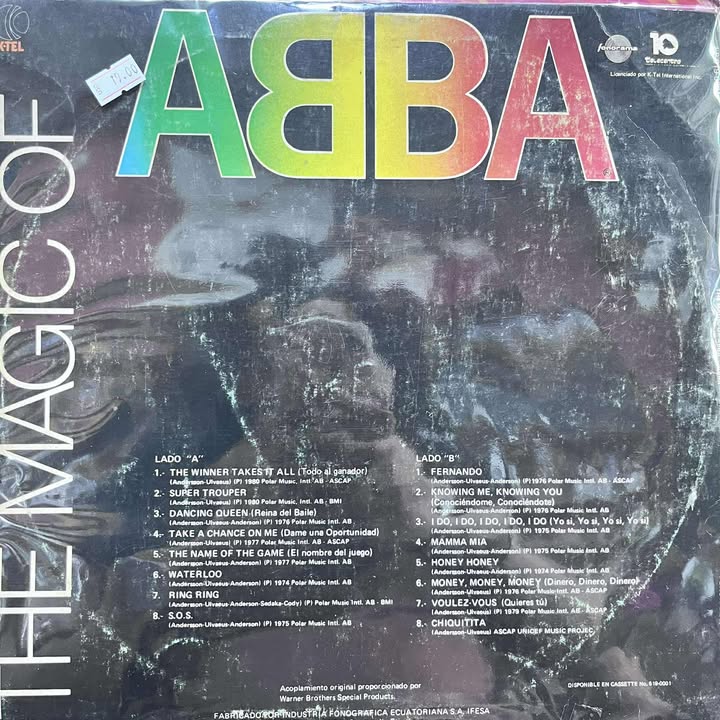 K-TEL
ABBA
fonorama
10
Telecentro
Licenciado por K-Tel International Inc.
19.00
THE MAGIC OF
LADO "A"
1.- THE WINNER TAKES IT ALL (Todo al ganador)
(Andersson-Ulvaeus) (P) 1980 Polar Music, Intl. AB - ASCAP
2.- SUPER TROUPER
(Andersson-Ulvaeus) (P) 1980 Polar Music Intl. AB - BMI
3.- DANCING QUEEN (Reina del Baile)
(Andersson-Ulvaeus-Anderson) (P) 1976 Polar Music Intl. AB
4.- TAKE A CHANCE ON ME (Dame una Oportunidad)
(Andersson-Ulvaeus) (P) 1977 Polar Music Intl. AB - ASCAP
5.- THE NAME OF THE GAME (El nombre del juego)
(Andersson-Ulvaeus-Anderson) (P) 1977 Polar Music Intl. AB
6.- WATERLOO
(Andersson-Ulvaeus-Anderson) (P) 1974 Polar Music Intl. AB
7.- RING RING
(Andersson-Ulvaeus-Anderson-Sedaka-Cody) (P) Polar Music Intl. AB - BMI
8.- S.O.S.
(Andersson-Ulvaeus-Anderson) (P) 1975 Polar Music Intl. AB
LADO "B"
1.- FERNANDO
(Andersson-Ulvaeus-Anderson) (P) 1976 Polar Music Intl. AB - ASCAP
2.- KNOWING ME, KNOWING YOU
(Conociéndome, Conociéndote)
(Andersson-Ulvaeus-Anderson) (P) 1976 Polar Music Intl. AB
3.- I DO, I DO, I DO, I DO, I DO (Yo si, Yo si, Yo si, Yo si)
(Andersson-Ulvaeus-Anderson) (P) 1975 Polar Music Intl. AB
4.- MAMMA MIA
(Andersson-Ulvaeus-Anderson) (P) 1975 Polar Music Intl. AB
5.- HONEY HONEY
(Andersson-Ulvaeus-Anderson) (P) 1974 Polar Music Intl. AB
6.- MONEY, MONEY, MONEY (Dinero, Dinero, Dinero)
(Andersson-Ulvaeus-Anderson) (P) 1976 Polar Music Intl. AB - ASCAP
7.- VOULEZ-VOUS (Quieres tú)
(Andersson-Ulvaeus) (P) 1979 Polar Music Intl. AB - ASCAP
8.- CHIQUITITA
(Andersson-Ulvaeus) ASCAP UNICEF MUSIC PROJEC.
Acoplamiento original proporcionado por
Warner Brothers Special Products.
DISPONIBLE EN CASSETTE No. 619-0001
FABRICADO POR INDUSTRIA FONOGRAFICA ECUATORIANA S.A. IFESA